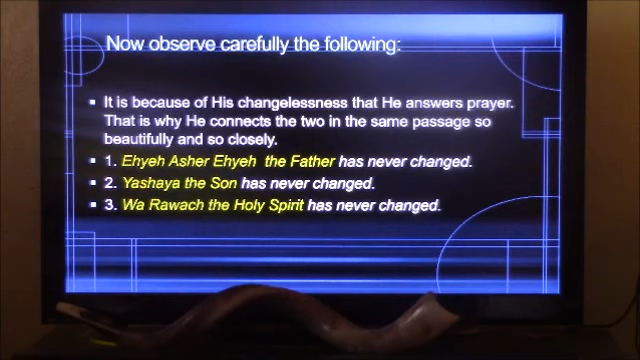 Now observe carefully the following:
▪ It is because of His changelessness that He answers prayer.
That is why He connects the two in the same passage so
beautifully and so closely.
▪ 1. Ehyeh Asher Ehyeh the Father has never changed.
▪ 2. Yashaya the Son has never changed.
▪ 3. Wa Rawach the Holy Spirit has never changed.